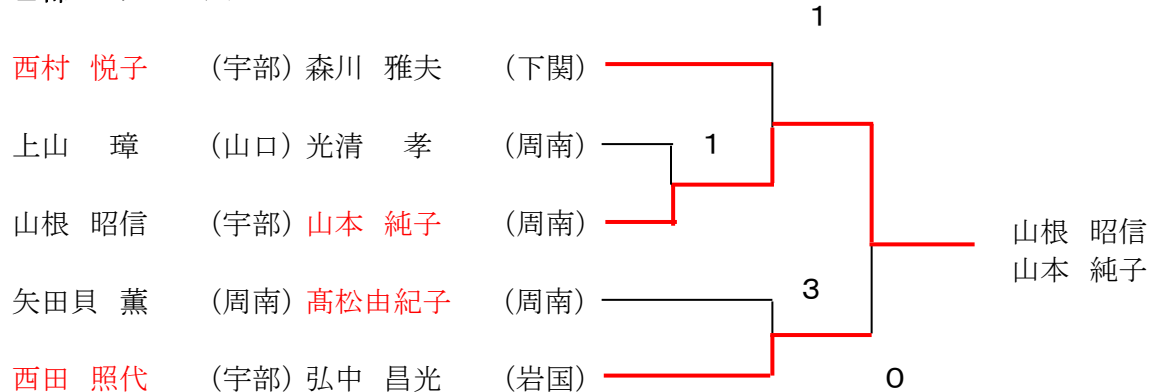 1
西村 悦子 (宇部) 森川 雅夫 (下関)
上山 璋 (山口) 光清 孝 (周南) 1
山根 昭信 (宇部) 山本 純子 (周南)
山根 昭信
山本 純子
矢田貝 薫 (周南) 髙松由紀子 (周南) 3
西田 照代 (宇部) 弘中 昌光 (岩国) 0